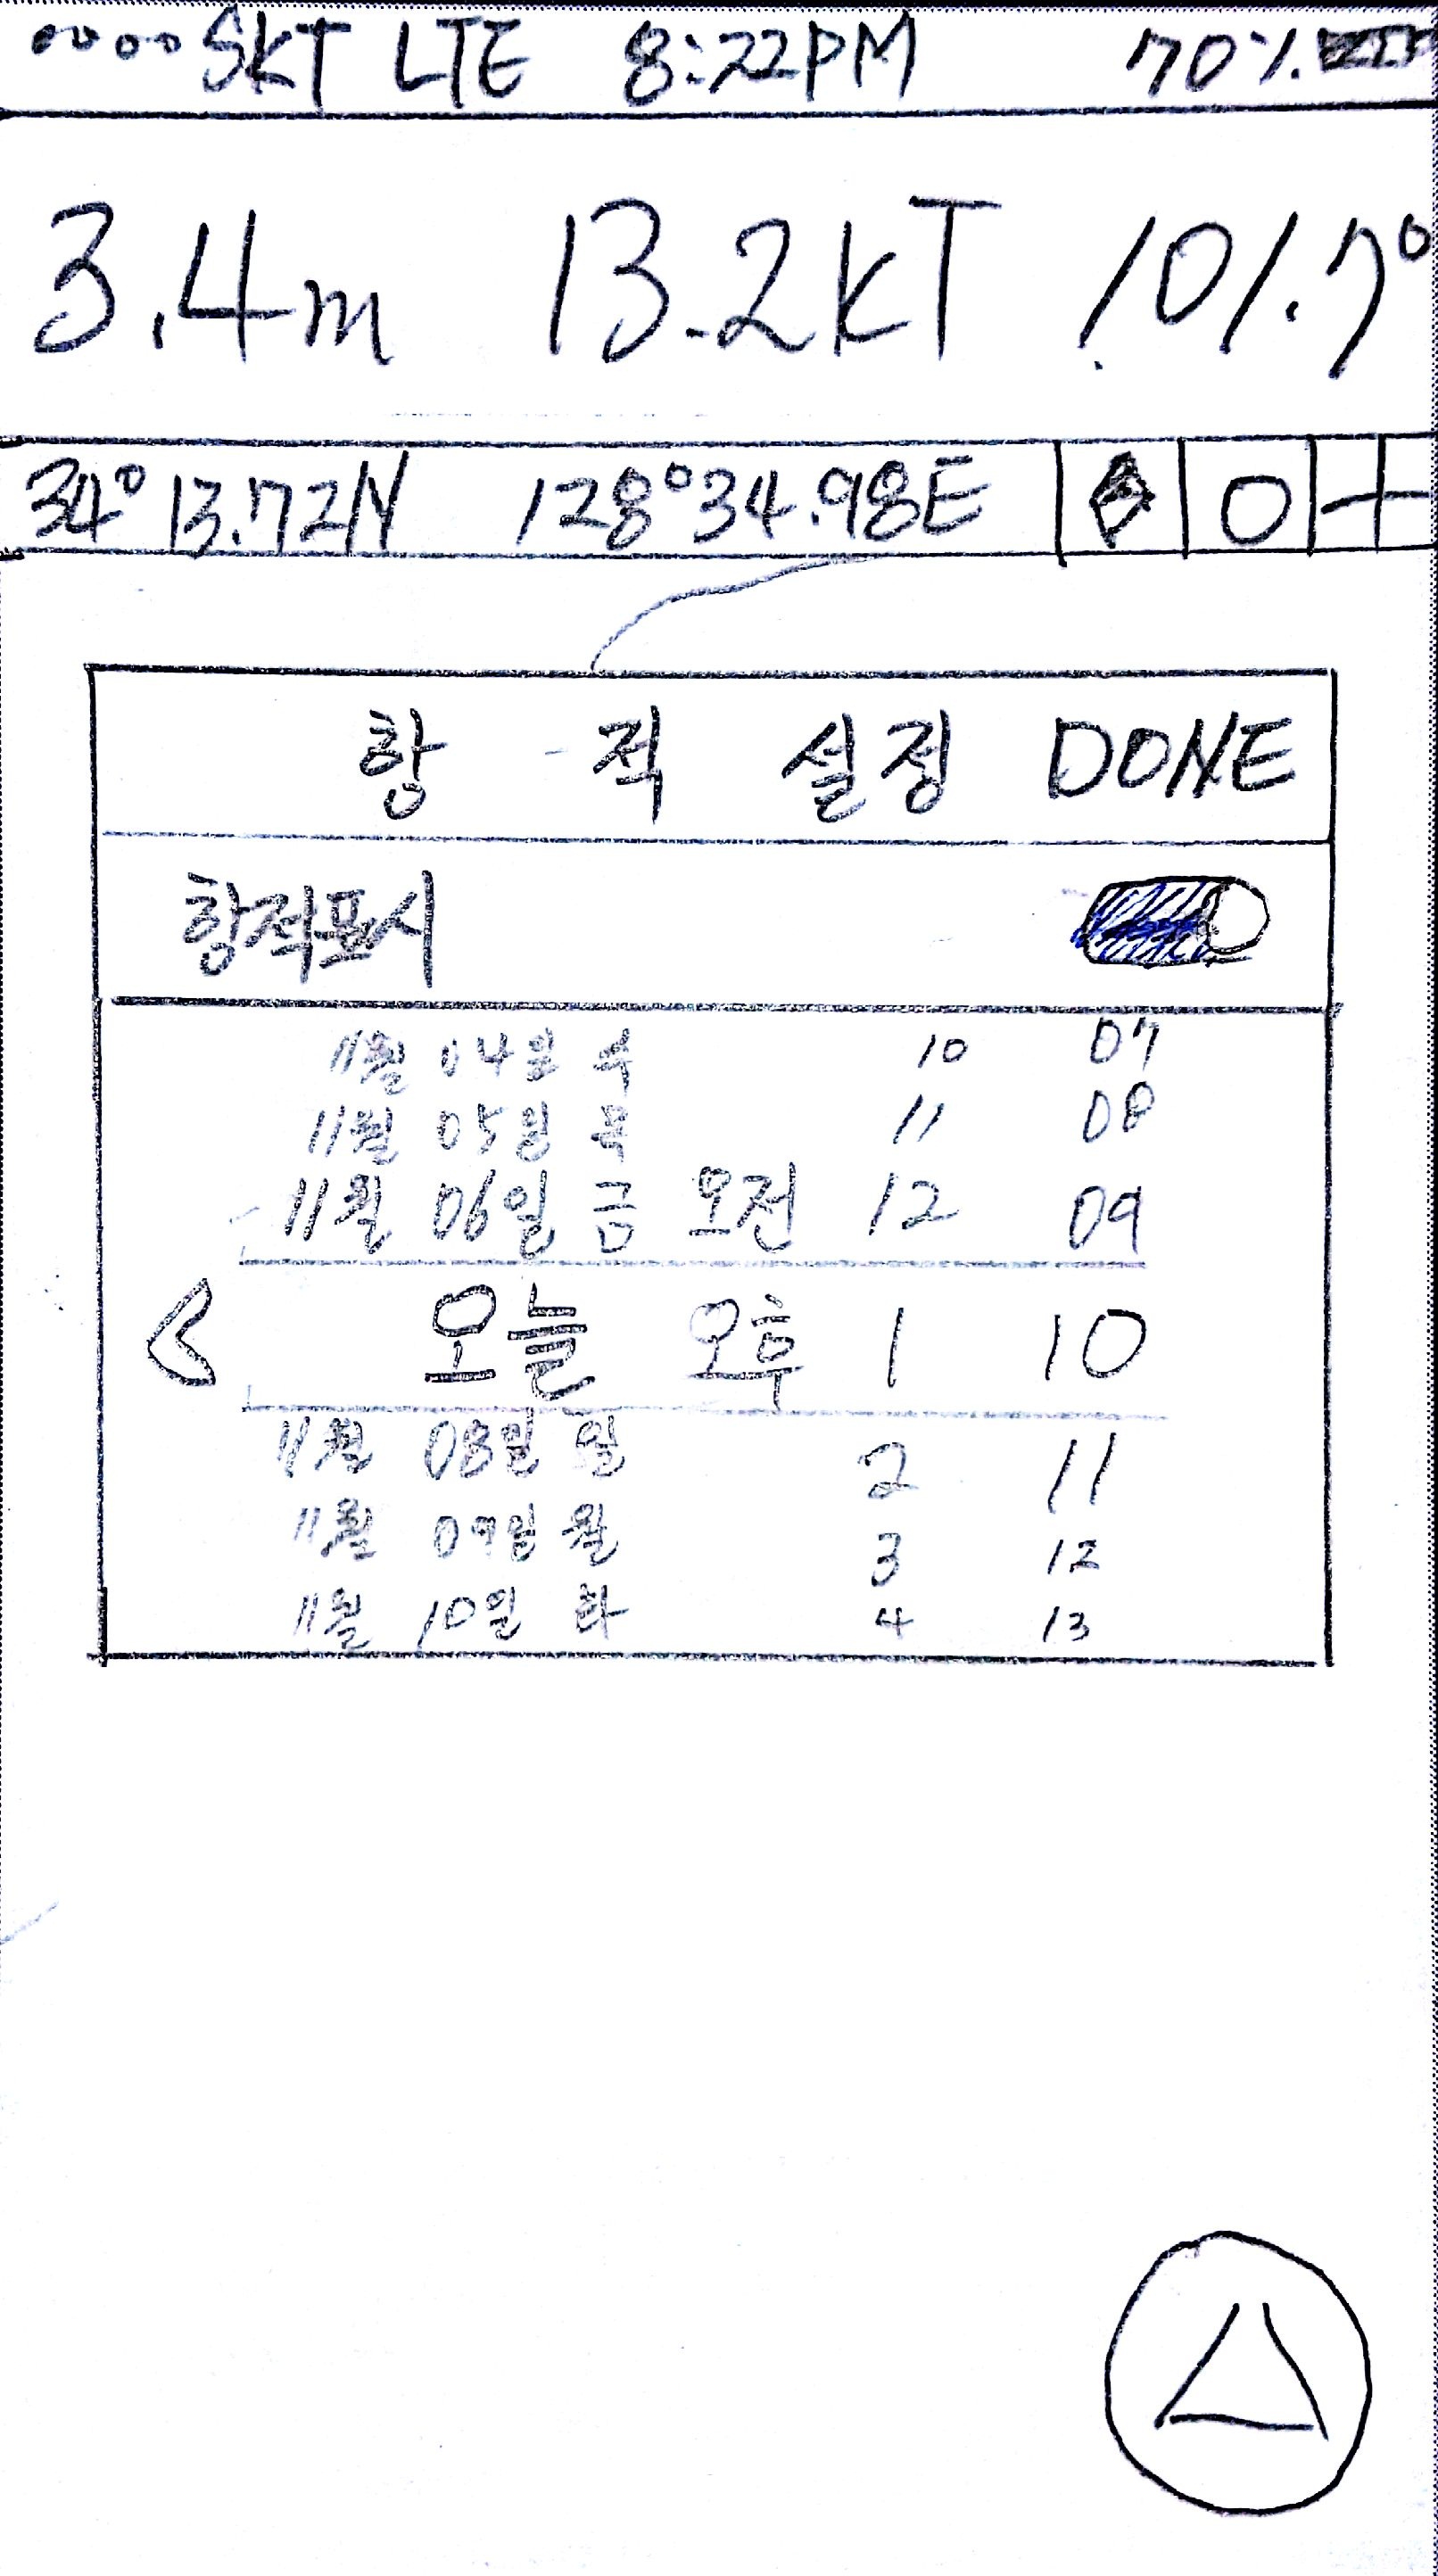 SKT LTE 8:22PM 70%
3.4m 13.2kT 101.7°
34°13.72N 128°34.98E
항 적 설정 DONE
항적표시
11월 04일 수 10 07
11월 05일 목 11 08
11월 06일 금 오전 12 09
오늘 오후 1 10
11월 08일 일 2 11
11월 09일 월 3 12
11월 10일 화 4 13